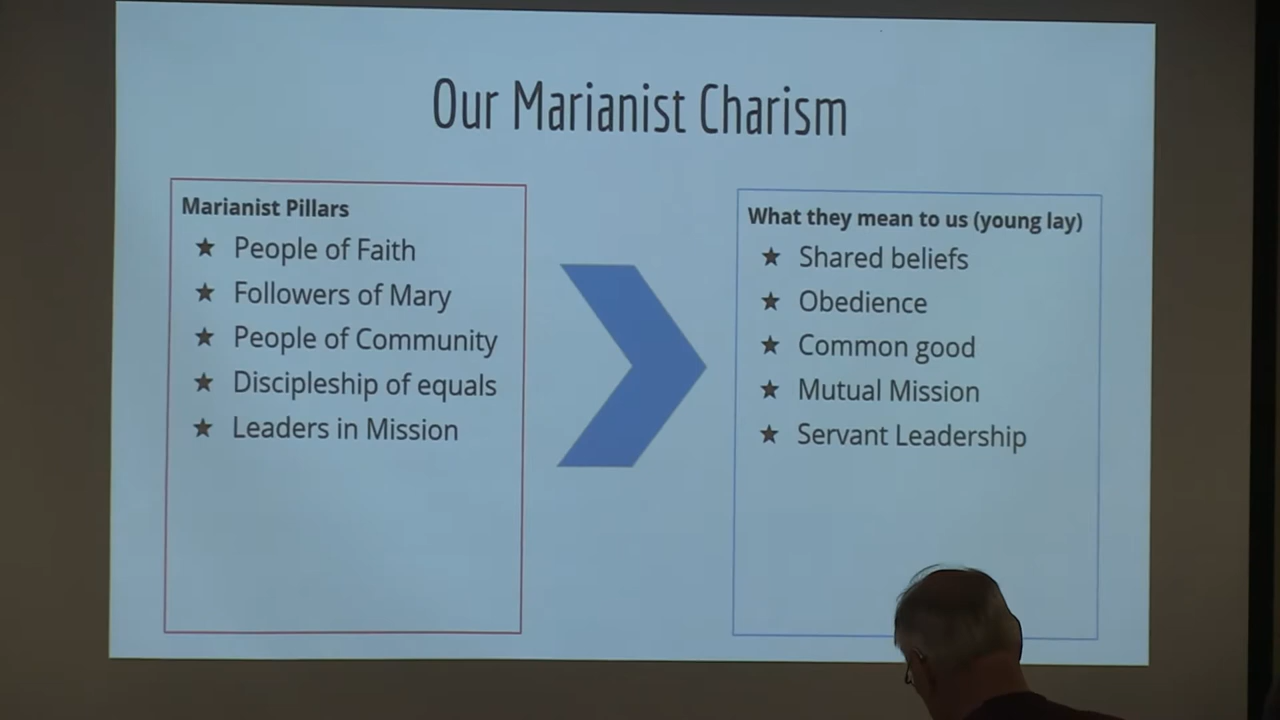 Our Marianist Charism
Marianist Pillars
★ People of Faith
★ Followers of Mary
★ People of Community
★ Discipleship of equals
★ Leaders in Mission
What they mean to us (young lay)
★ Shared beliefs
★ Obedience
★ Common good
★ Mutual Mission
★ Servant Leadership